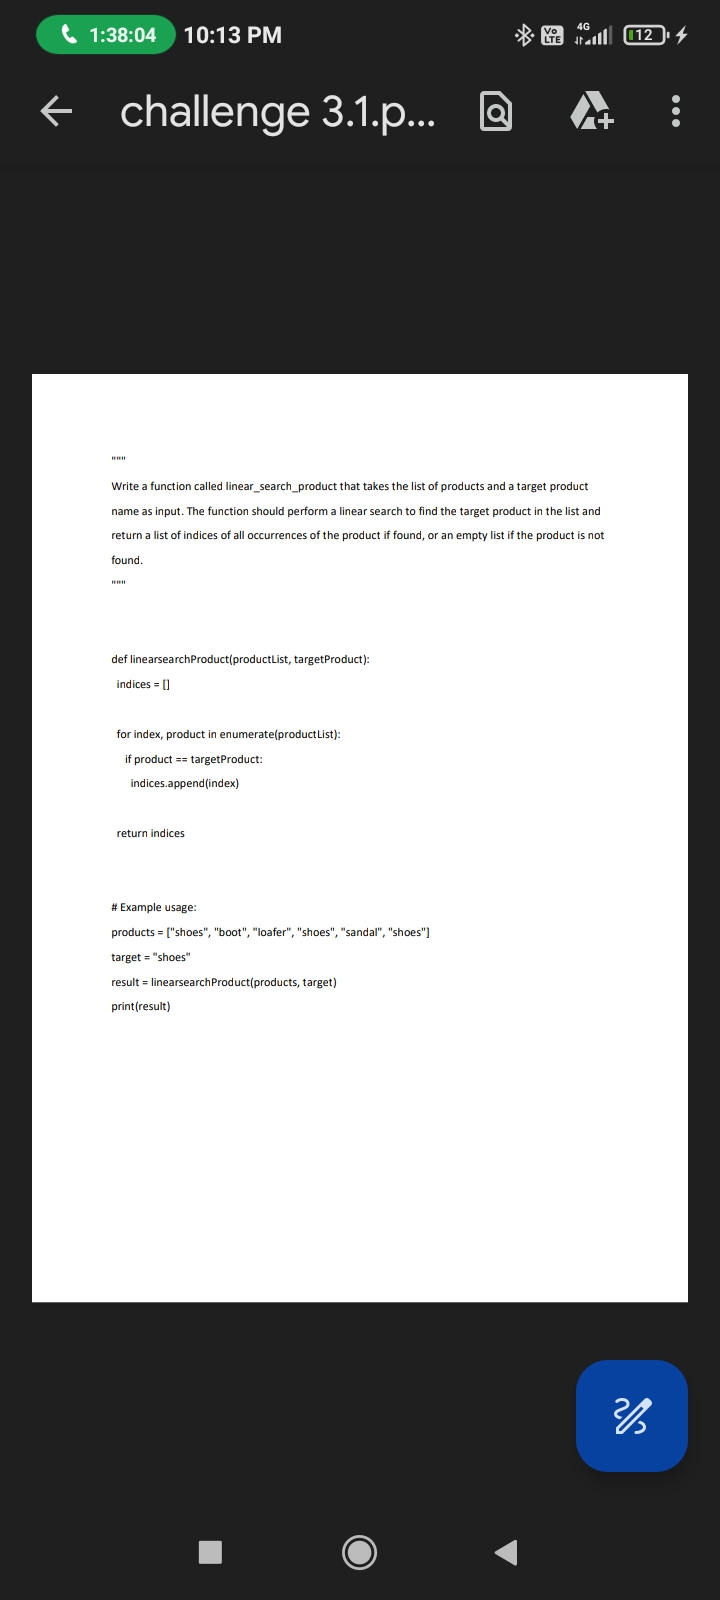 1:38:04 10:13 PM Vo LTE 4G 12
challenge 3.1.p...
"""
Write a function called linear_search_product that takes the list of products and a target product
name as input. The function should perform a linear search to find the target product in the list and
return a list of indices of all occurrences of the product if found, or an empty list if the product is not
found.
"""
def linearsearchProduct(productList, targetProduct):
indices = []
for index, product in enumerate(productList):
if product == targetProduct:
indices.append(index)
return indices
# Example usage:
products = ["shoes", "boot", "loafer", "shoes", "sandal", "shoes"]
target = "shoes"
result = linearsearchProduct(products, target)
print(result)